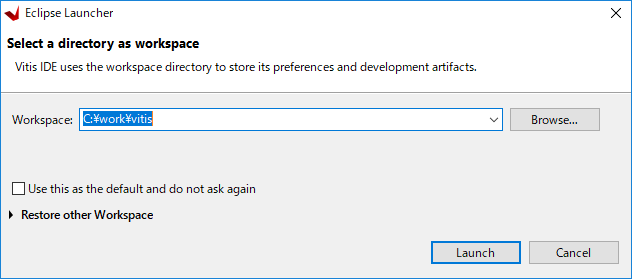 Eclipse Launcher
Select a directory as workspace
Vitis IDE uses the workspace directory to store its preferences and development artifacts.
Workspace: C:¥work¥vitis Browse...
Use this as the default and do not ask again
Restore other Workspace
Launch Cancel